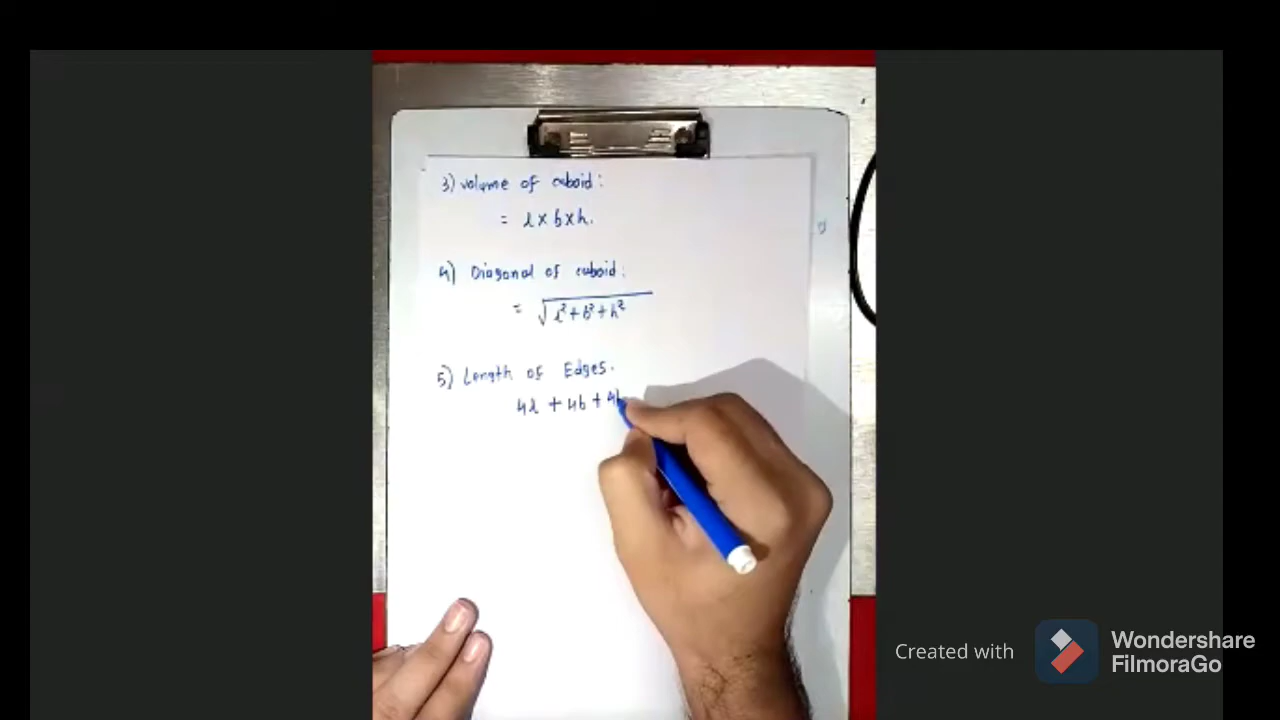 3) volume of cuboid:
= l × b × h.
4) Diagonal of cuboid:
= √l²+b²+h²
5) Length of Edges.
4l + 4b + 4h
Created with
Wondershare
FilmoraGo